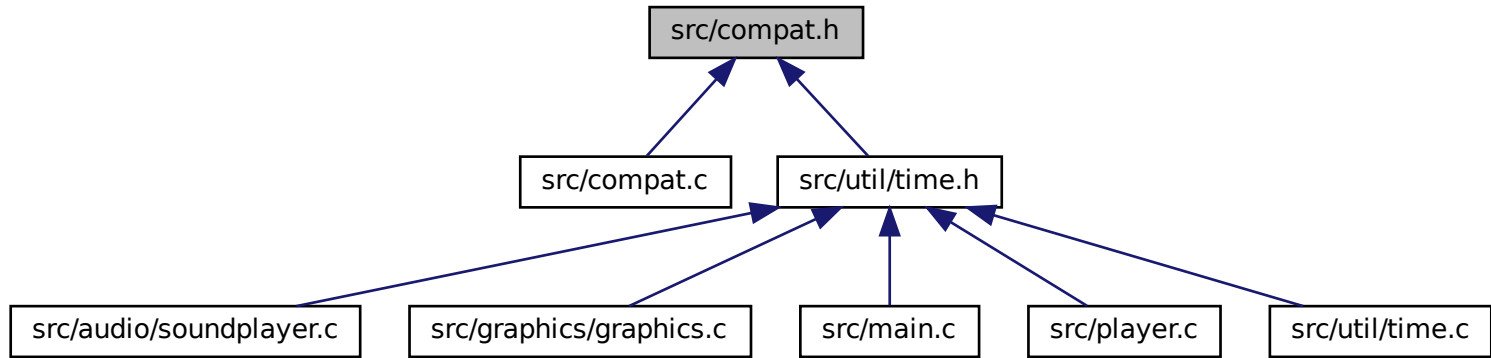 src/compat.h
src/compat.c
src/util/time.h
src/audio/soundplayer.c
src/graphics/graphics.c
src/main.c
src/player.c
src/util/time.c